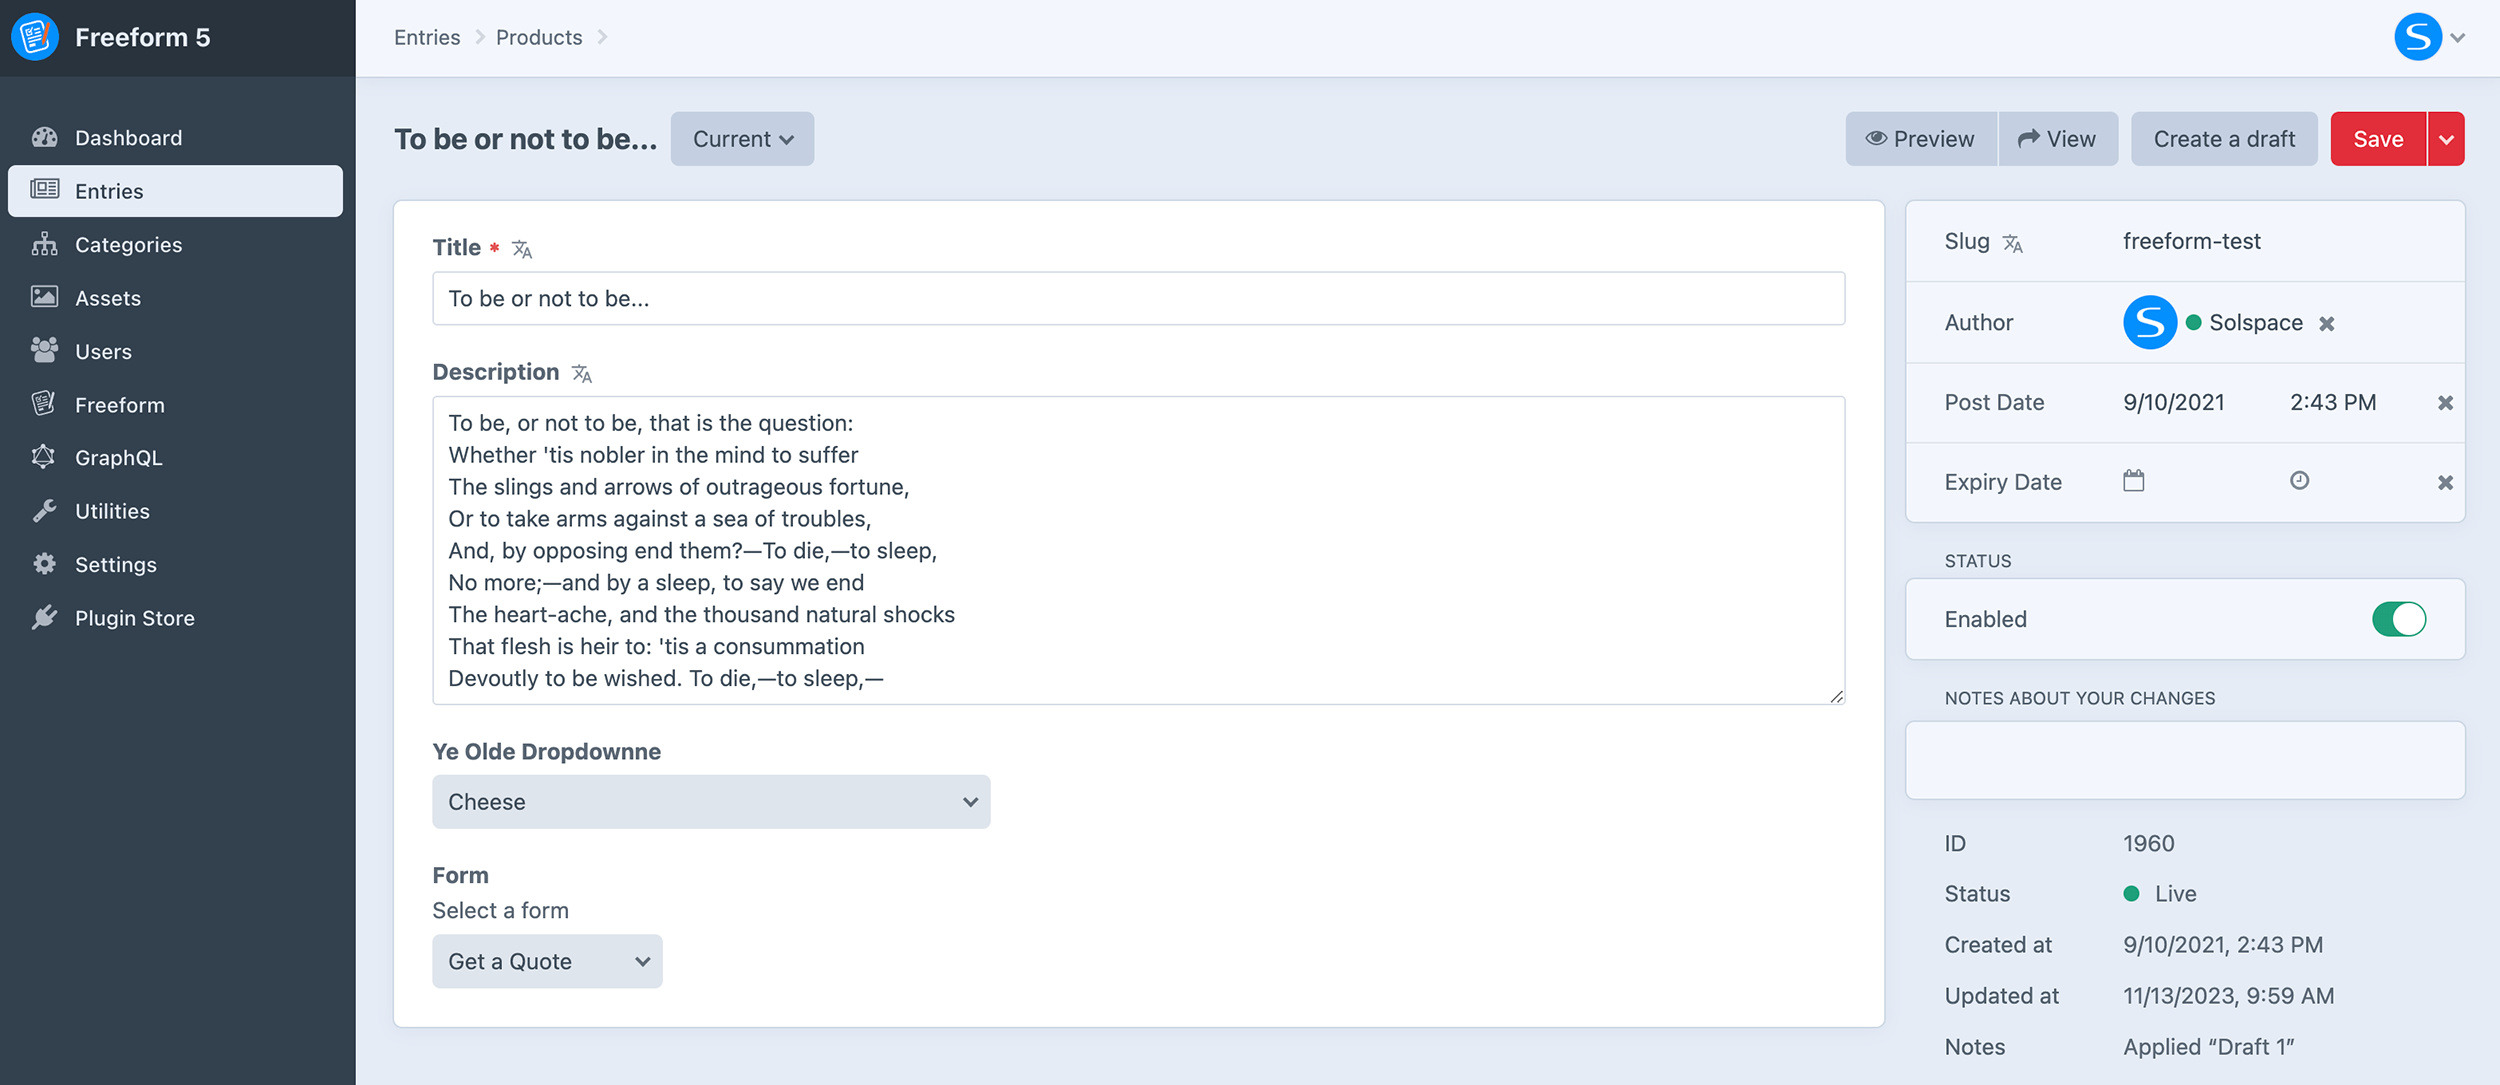 Freeform 5
Entries
Products
Dashboard
Entries
Categories
Assets
Users
Freeform
GraphQL
Utilities
Settings
Plugin Store
To be or not to be...
Current
Preview
View
Create a draft
Save
Title *
To be or not to be...
Description
To be, or not to be, that is the question:
Whether 'tis nobler in the mind to suffer
The slings and arrows of outrageous fortune,
Or to take arms against a sea of troubles,
And, by opposing end them?—To die,—to sleep,
No more;—and by a sleep, to say we end
The heart-ache, and the thousand natural shocks
That flesh is heir to: 'tis a consummation
Devoutly to be wished. To die,—to sleep,—
Ye Olde Dropdownne
Cheese
Form
Select a form
Get a Quote
Slug freeform-test
Author Solspace
Post Date 9/10/2021 2:43 PM
Expiry Date
STATUS
Enabled
NOTES ABOUT YOUR CHANGES
ID 1960
Status Live
Created at 9/10/2021, 2:43 PM
Updated at 11/13/2023, 9:59 AM
Notes Applied “Draft 1”